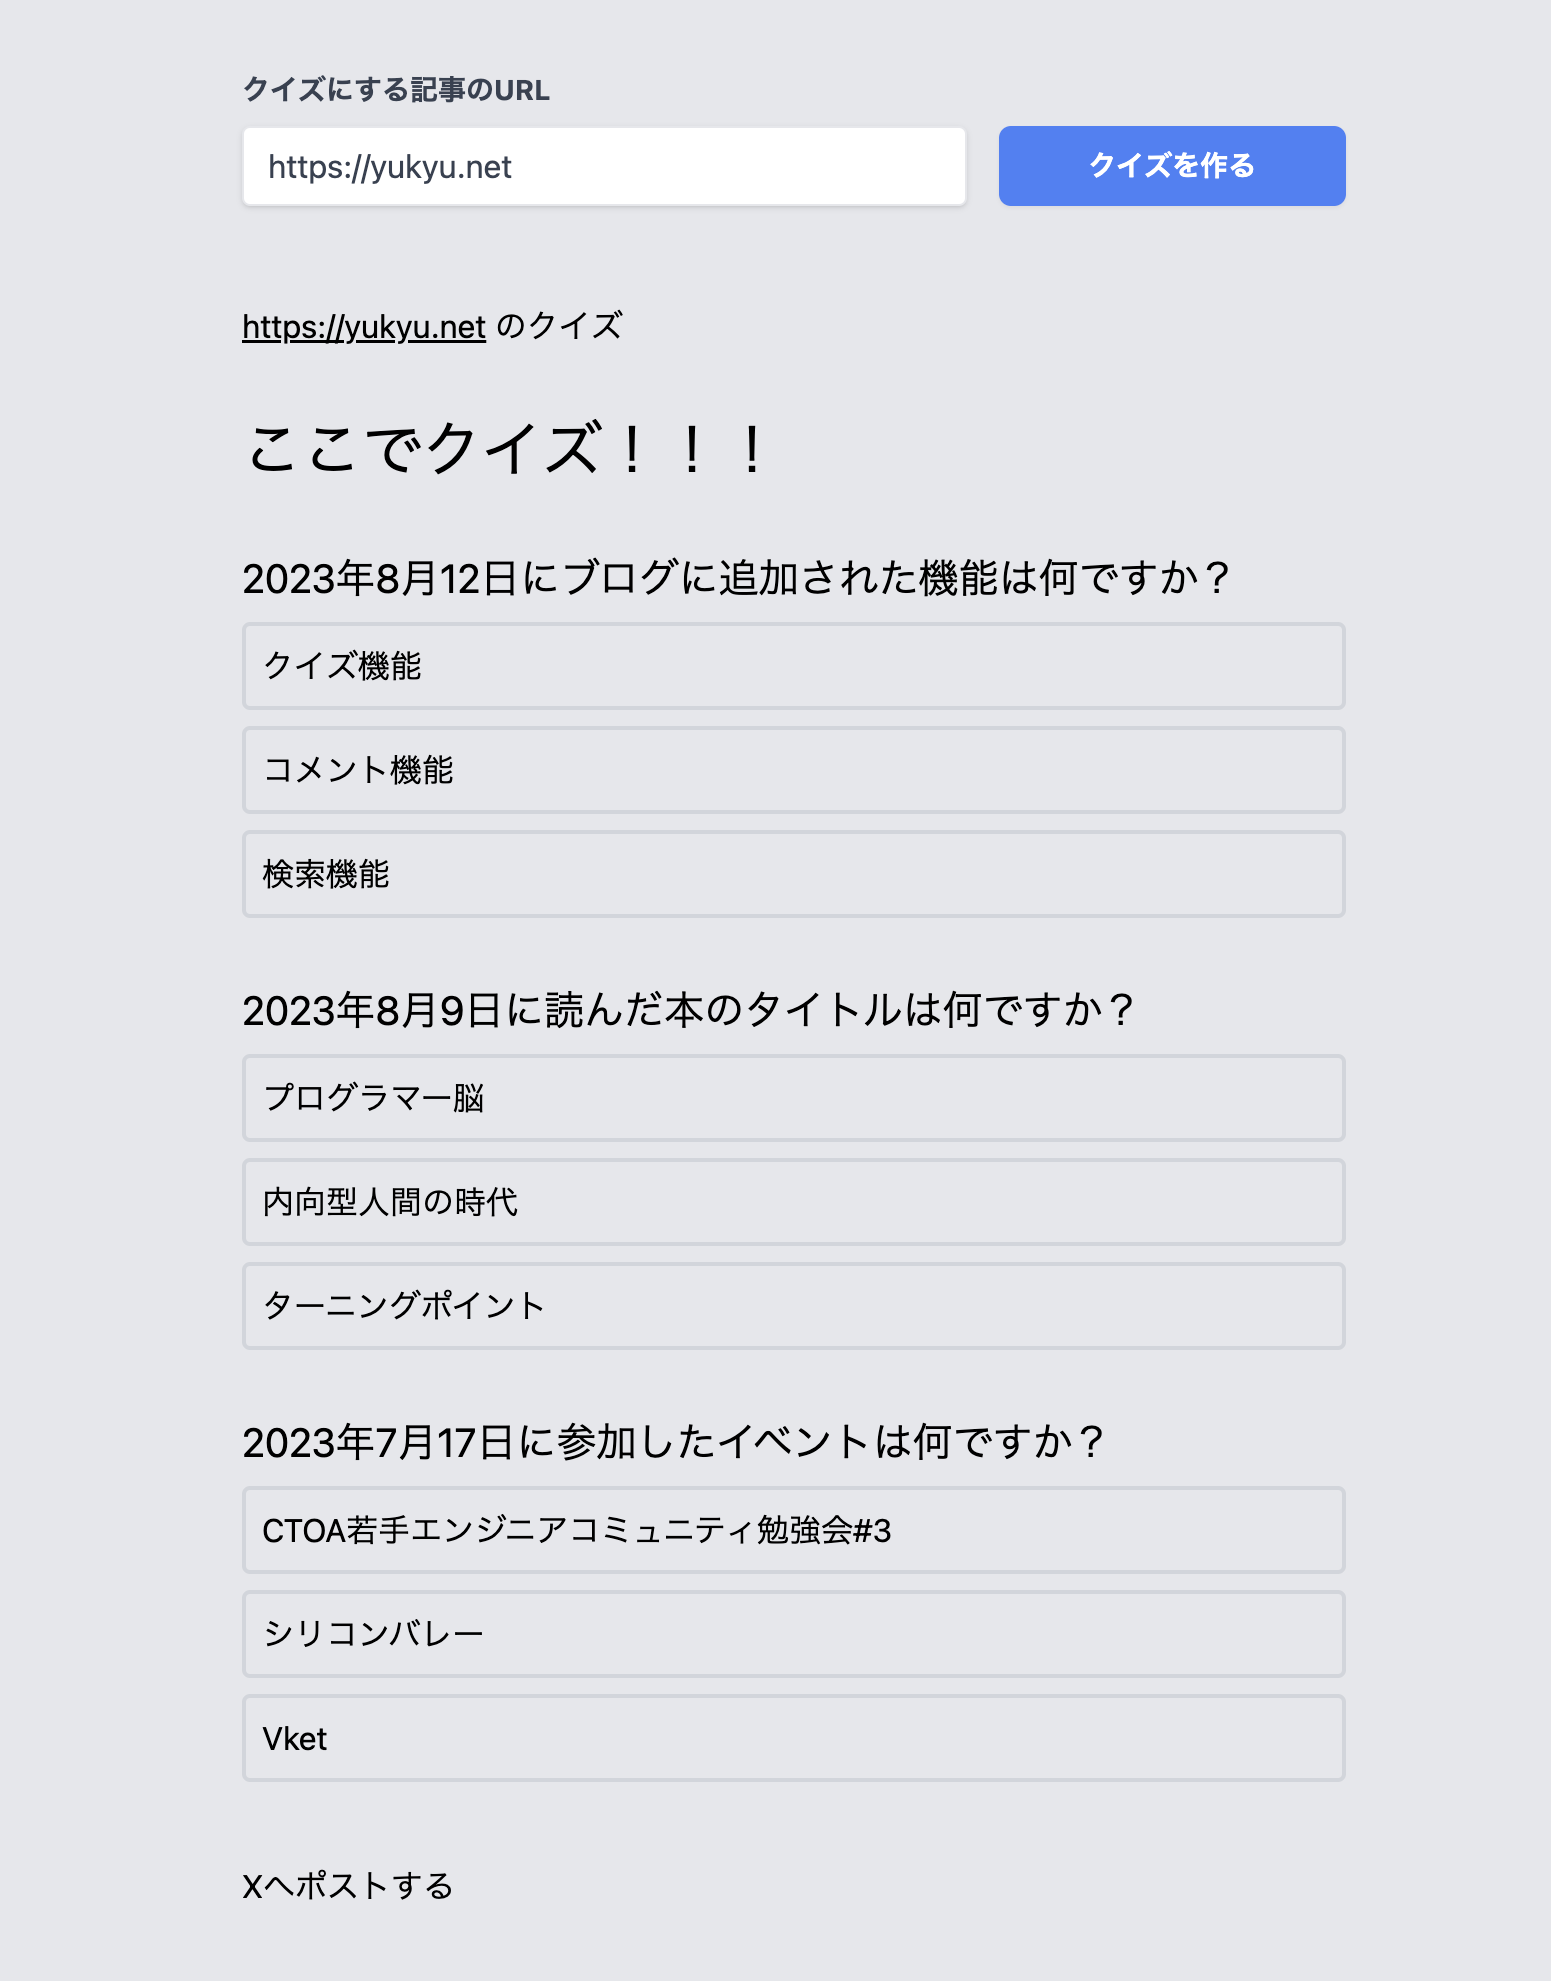 クイズにする記事のURL
https://yukyu.net
クイズを作る
https://yukyu.net のクイズ
ここでクイズ！！！
2023年8月12日にブログに追加された機能は何ですか？
クイズ機能
コメント機能
検索機能
2023年8月9日に読んだ本のタイトルは何ですか？
プログラマー脳
内向型人間の時代
ターニングポイント
2023年7月17日に参加したイベントは何ですか？
CTOA若手エンジニアコミュニティ勉強会#3
シリコンバレー
Vket
Xへポストする